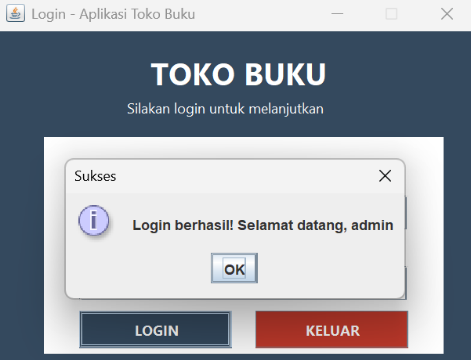 Login - Aplikasi Toko Buku
TOKO BUKU
Silakan login untuk melanjutkan
Sukses
i
Login berhasil! Selamat datang, admin
OK
LOGIN
KELUAR